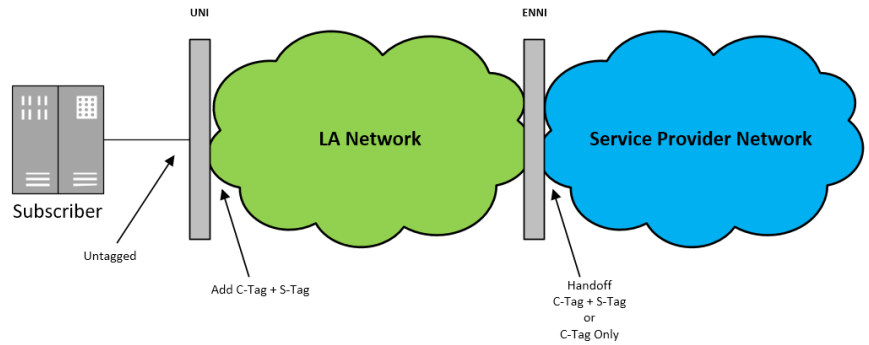 UNI
ENNI
LA Network
Service Provider Network
Subscriber
Untagged
Add C-Tag + S-Tag
Handoff
C-Tag + S-Tag
or
C-Tag Only